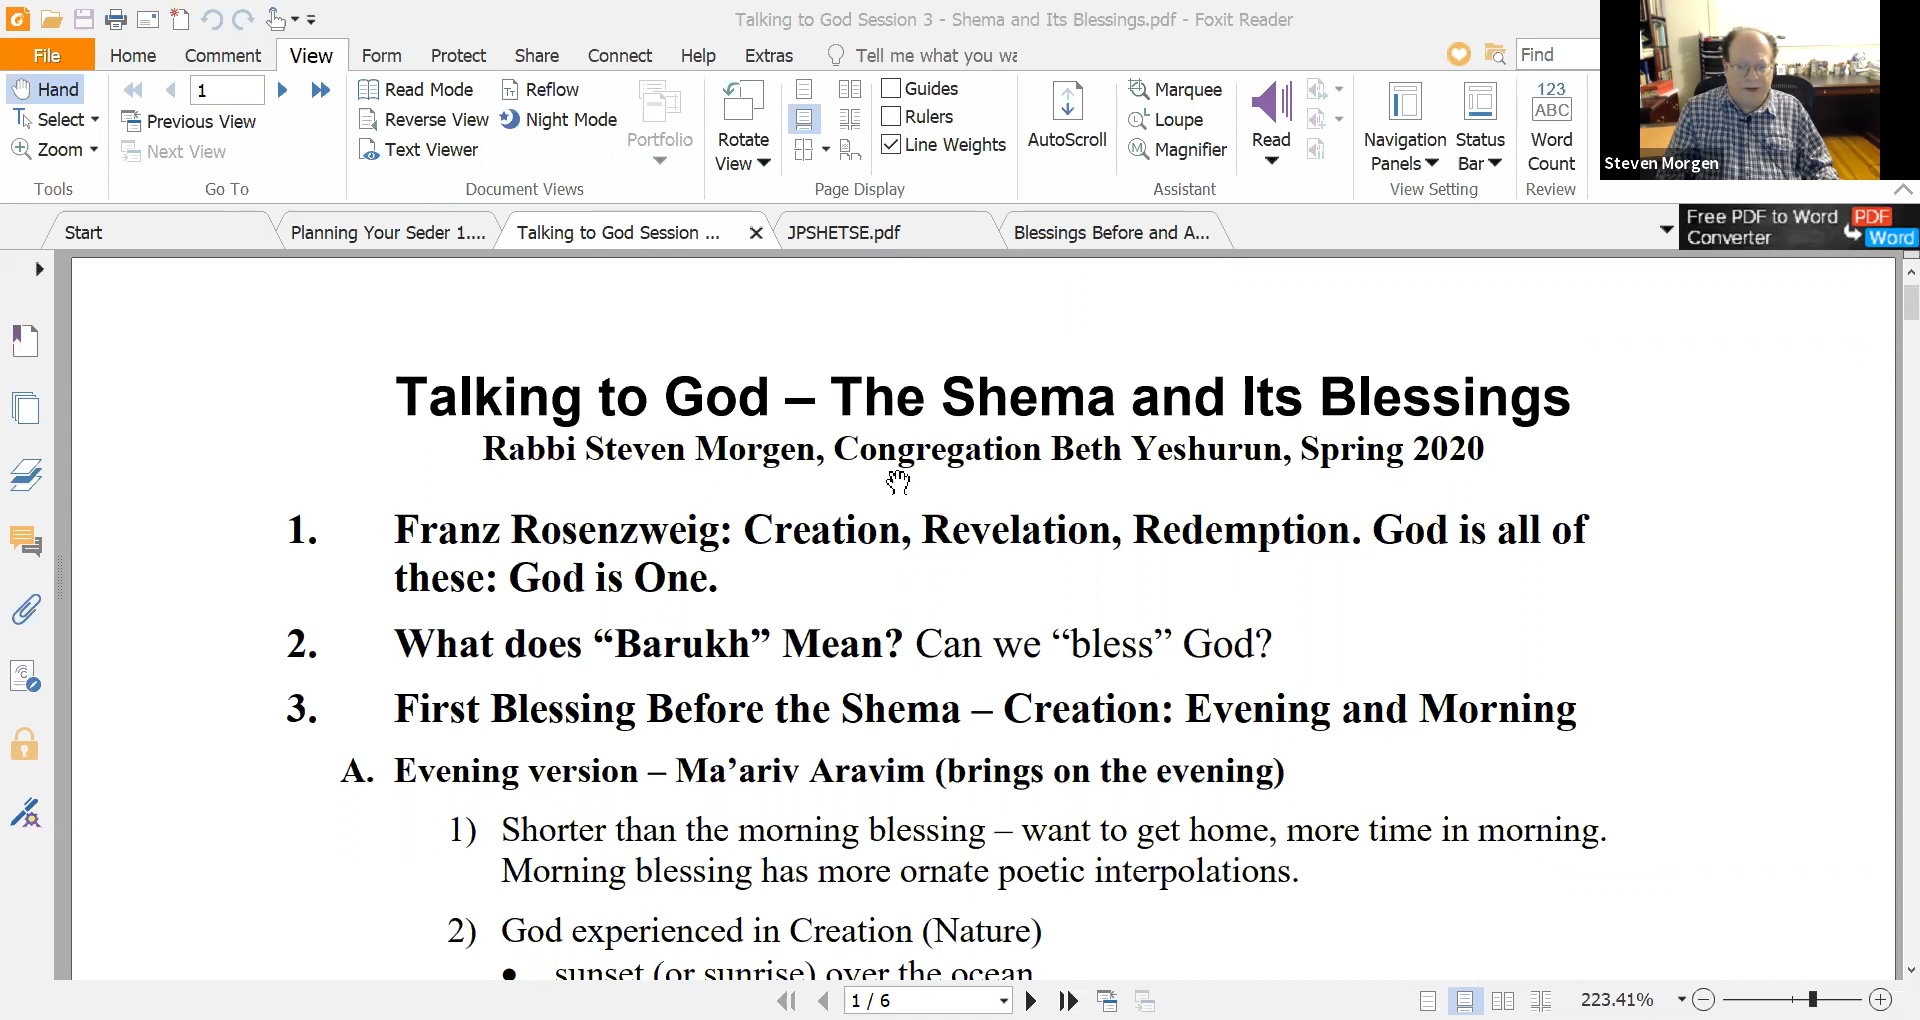 Talking to God Session 3 - Shema and Its Blessings.pdf - Foxit Reader
File Home Comment View Form Protect Share Connect Help Extras Tell me what you wa Find
Hand 1 Read Mode Reflow Guides Marquee 123
Select Previous View Reverse View Night Mode Rulers Loupe ABC
Zoom Next View Text Viewer Portfolio Rotate View Line Weights AutoScroll Magnifier Read Navigation Panels Status Bar Word Count
Tools Go To Document Views Page Display Assistant View Setting Review
Steven Morgen
Start Planning Your Seder 1.... Talking to God Session ... JPSHETSE.pdf Blessings Before and A...
Free PDF to Word Converter PDF Word
Talking to God – The Shema and Its Blessings
Rabbi Steven Morgen, Congregation Beth Yeshurun, Spring 2020
1. Franz Rosenzweig: Creation, Revelation, Redemption. God is all of
these: God is One.
2. What does “Barukh” Mean? Can we “bless” God?
3. First Blessing Before the Shema – Creation: Evening and Morning
A. Evening version – Ma’ariv Aravim (brings on the evening)
1) Shorter than the morning blessing – want to get home, more time in morning.
Morning blessing has more ornate poetic interpolations.
2) God experienced in Creation (Nature)
• sunset (or sunrise) over the ocean
1 / 6 223.41%